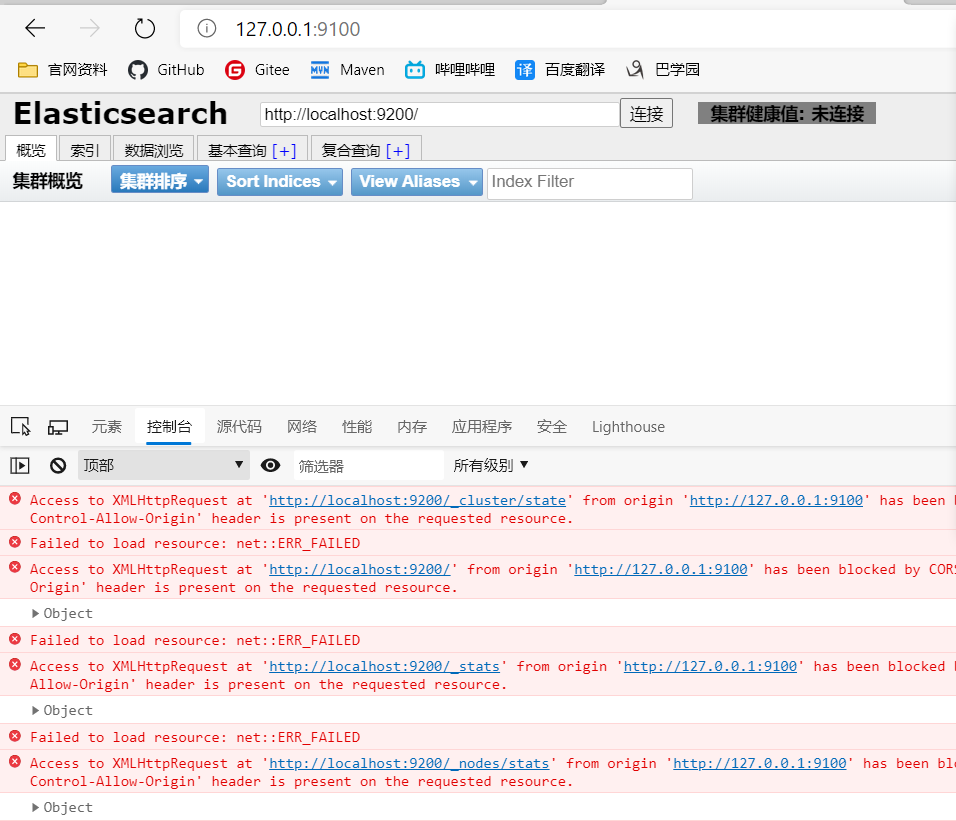 127.0.0.1:9100
官网资料 GitHub Gitee Maven 哔哩哔哩 百度翻译 巴学园
Elasticsearch http://localhost:9200/ 连接 集群健康值: 未连接
概览 索引 数据浏览 基本查询 [+] 复合查询 [+]
集群概览 集群排序 Sort Indices View Aliases Index Filter
元素 控制台 源代码 网络 性能 内存 应用程序 安全 Lighthouse
顶部 筛选器 所有级别
Access to XMLHttpRequest at 'http://localhost:9200/_cluster/state' from origin 'http://127.0.0.1:9100' has been
Control-Allow-Origin' header is present on the requested resource.
Failed to load resource: net::ERR_FAILED
Access to XMLHttpRequest at 'http://localhost:9200/' from origin 'http://127.0.0.1:9100' has been blocked by CORS
Origin' header is present on the requested resource.
Object
Failed to load resource: net::ERR_FAILED
Access to XMLHttpRequest at 'http://localhost:9200/_stats' from origin 'http://127.0.0.1:9100' has been blocked
Allow-Origin' header is present on the requested resource.
Object
Failed to load resource: net::ERR_FAILED
Access to XMLHttpRequest at 'http://localhost:9200/_nodes/stats' from origin 'http://127.0.0.1:9100' has been blo
Control-Allow-Origin' header is present on the requested resource.
Object